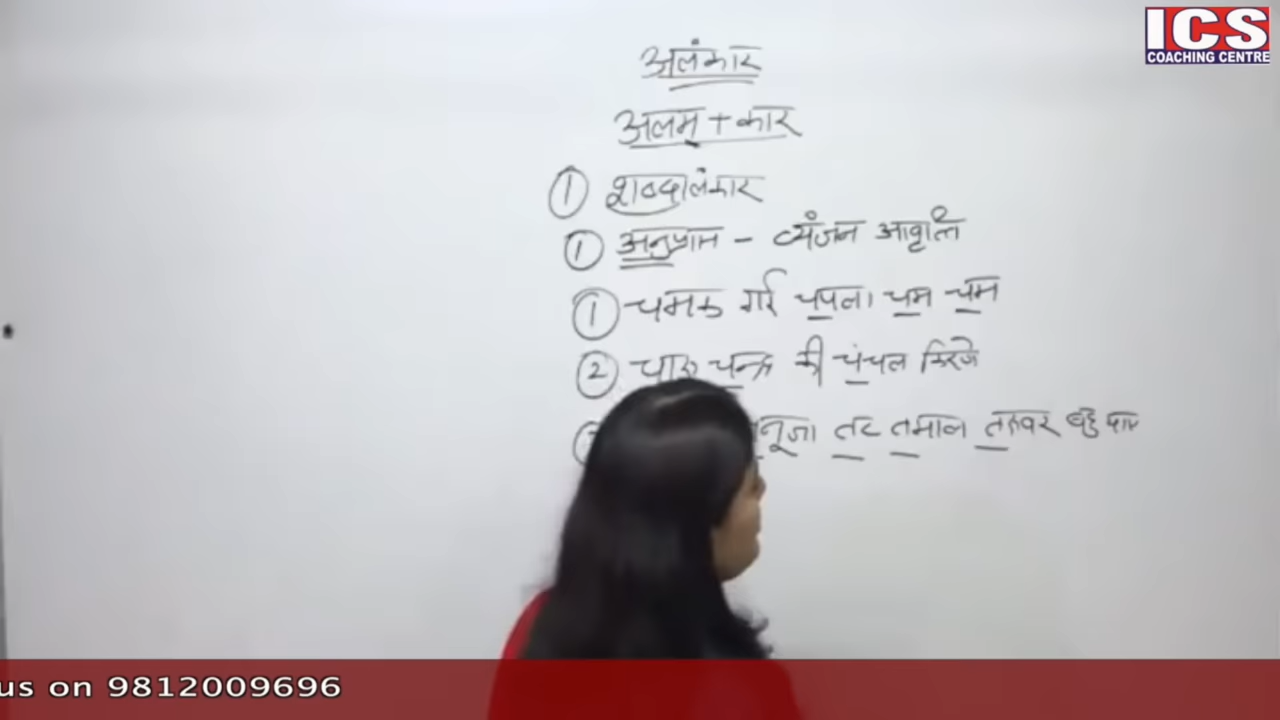 ICS
COACHING CENTRE
अलंकार
अलम् + कार
① शब्दालंकार
① अनुप्रास - व्यंजन आवृत्ति
① चमक गई चपला चम चम
② चारु चन्द्र की चंचल किरणें
नूजा तट तमाल तरुवर बहु
us on 9812009696